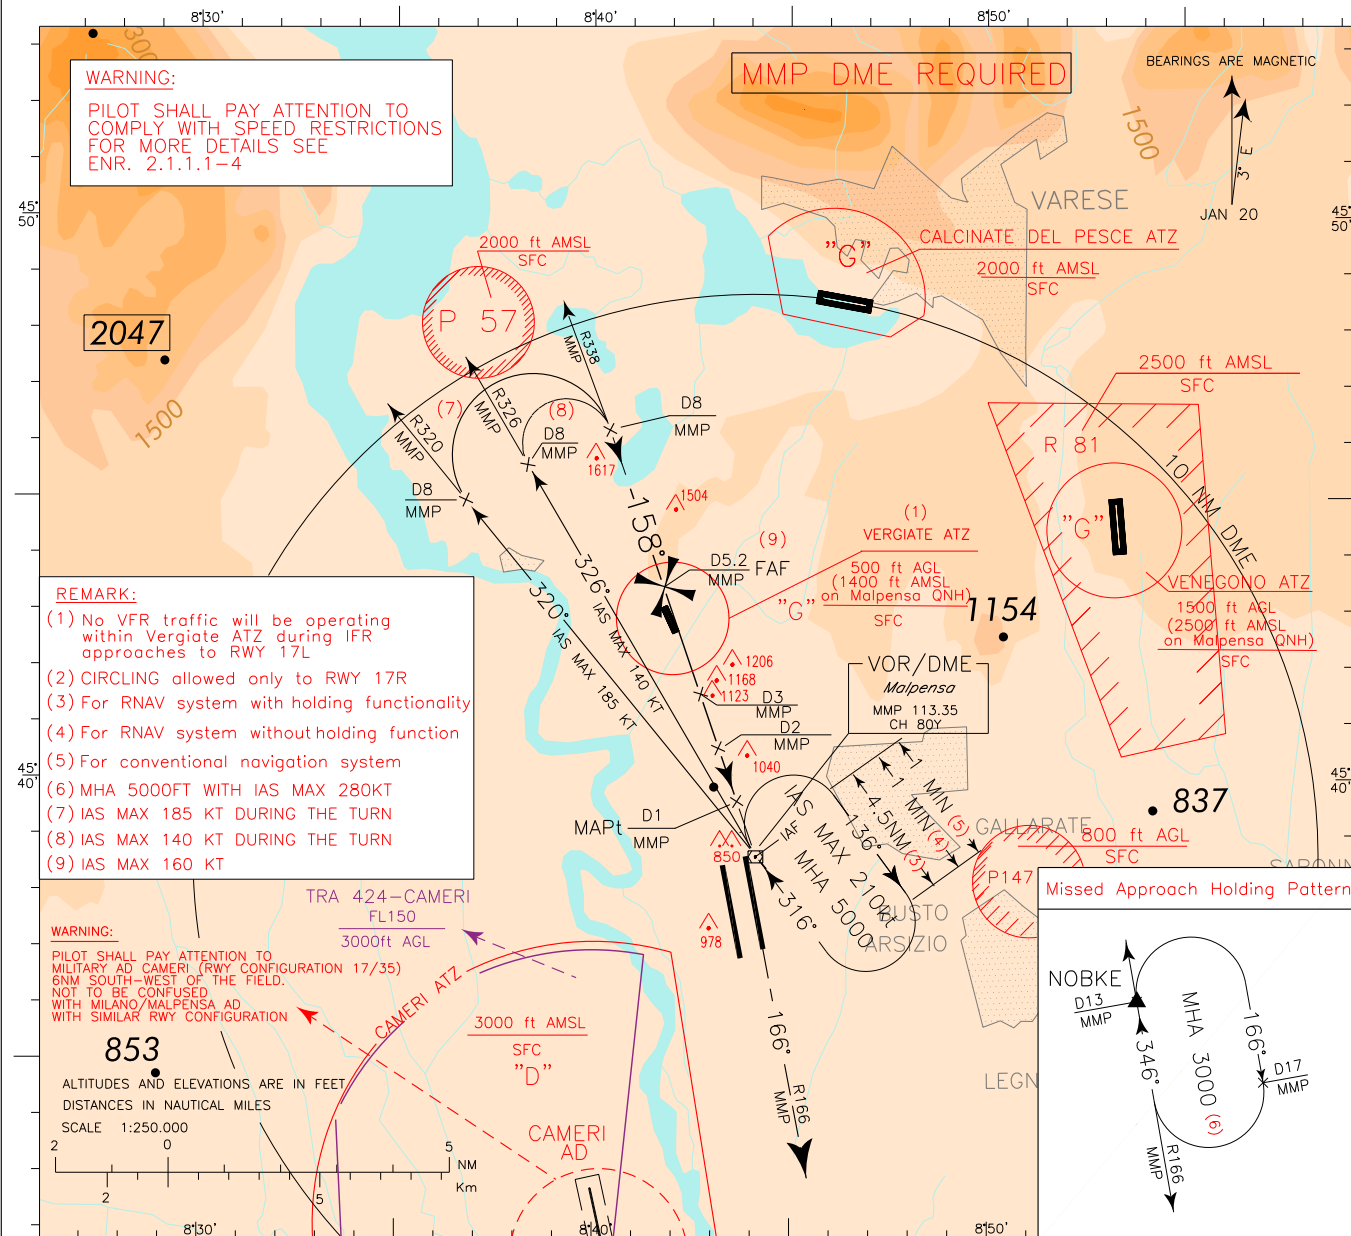 8°30'
8°40'
8°50'
3000
WARNING:
PILOT SHALL PAY ATTENTION TO
COMPLY WITH SPEED RESTRICTIONS
FOR MORE DETAILS SEE
ENR. 2.1.1.1-4
MMP DME REQUIRED
BEARINGS ARE MAGNETIC
3° E
JAN 20
1500
45°
50'
45°
50'
VARESE
"G"
CALCINATE DEL PESCE ATZ
2000 ft AMSL
SFC
2000 ft AMSL
SFC
P 57
2047
1500
R338
MMP
R326
MMP
R320
MMP
(7)
(8)
D8
MMP
D8
MMP
D8
MMP
1617
1504
2500 ft AMSL
SFC
R 81
10 NM DME
"G"
VENEGONO ATZ
1500 ft AGL
(2500 ft AMSL
on Malpensa QNH)
SFC
158°
(9)
D5.2
MMP
FAF
(1)
VERGIATE ATZ
500 ft AGL
(1400 ft AMSL
on Malpensa QNH)
SFC
"G"
1154
326°
IAS MAX 140 KT
320°
IAS MAX 185 KT
1206
1168
1123
D3
MMP
D2
MMP
1040
VOR/DME
Malpensa
MMP 113.35
CH 80Y
REMARK:
(1) No VFR traffic will be operating
within Vergiate ATZ during IFR
approaches to RWY 17L
(2) CIRCLING allowed only to RWY 17R
(3) For RNAV system with holding functionality
(4) For RNAV system without holding function
(5) For conventional navigation system
(6) MHA 5000FT WITH IAS MAX 280KT
(7) IAS MAX 185 KT DURING THE TURN
(8) IAS MAX 140 KT DURING THE TURN
(9) IAS MAX 160 KT
45°
40'
45°
40'
837
MAPt
D1
MMP
850
IAF
IAS MAX 210Kt
MHA 5000
136°
316°
1 MIN (5)
1 MIN (4)
4.5NM (3)
GALLARATE
800 ft AGL
SFC
P147
SARONN
BUSTO
ARSIZIO
978
LEGN
TRA 424-CAMERI
FL150
3000ft AGL
WARNING:
PILOT SHALL PAY ATTENTION TO
MILITARY AD CAMERI (RWY CONFIGURATION 17/35)
6NM SOUTH-WEST OF THE FIELD.
NOT TO BE CONFUSED
WITH MILANO/MALPENSA AD
WITH SIMILAR RWY CONFIGURATION
CAMERI ATZ
3000 ft AMSL
SFC
"D"
853
ALTITUDES AND ELEVATIONS ARE IN FEET
DISTANCES IN NAUTICAL MILES
SCALE 1:250.000
2
0
5
NM
Km
2
5
CAMERI
AD
166°
R166
MMP
Missed Approach Holding Pattern
NOBKE
D13
MMP
MHA 3000 (6)
166°
346°
D17
MMP
R166
MMP
8°30'
8°40'
8°50'